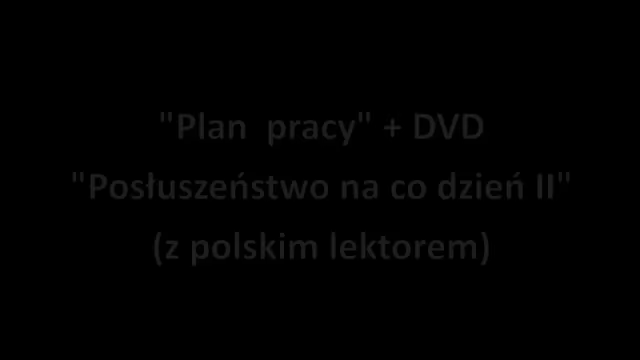 "Plan  pracy" + DVD
"Posłuszeństwo na co dzień II"
(z polskim lektorem)